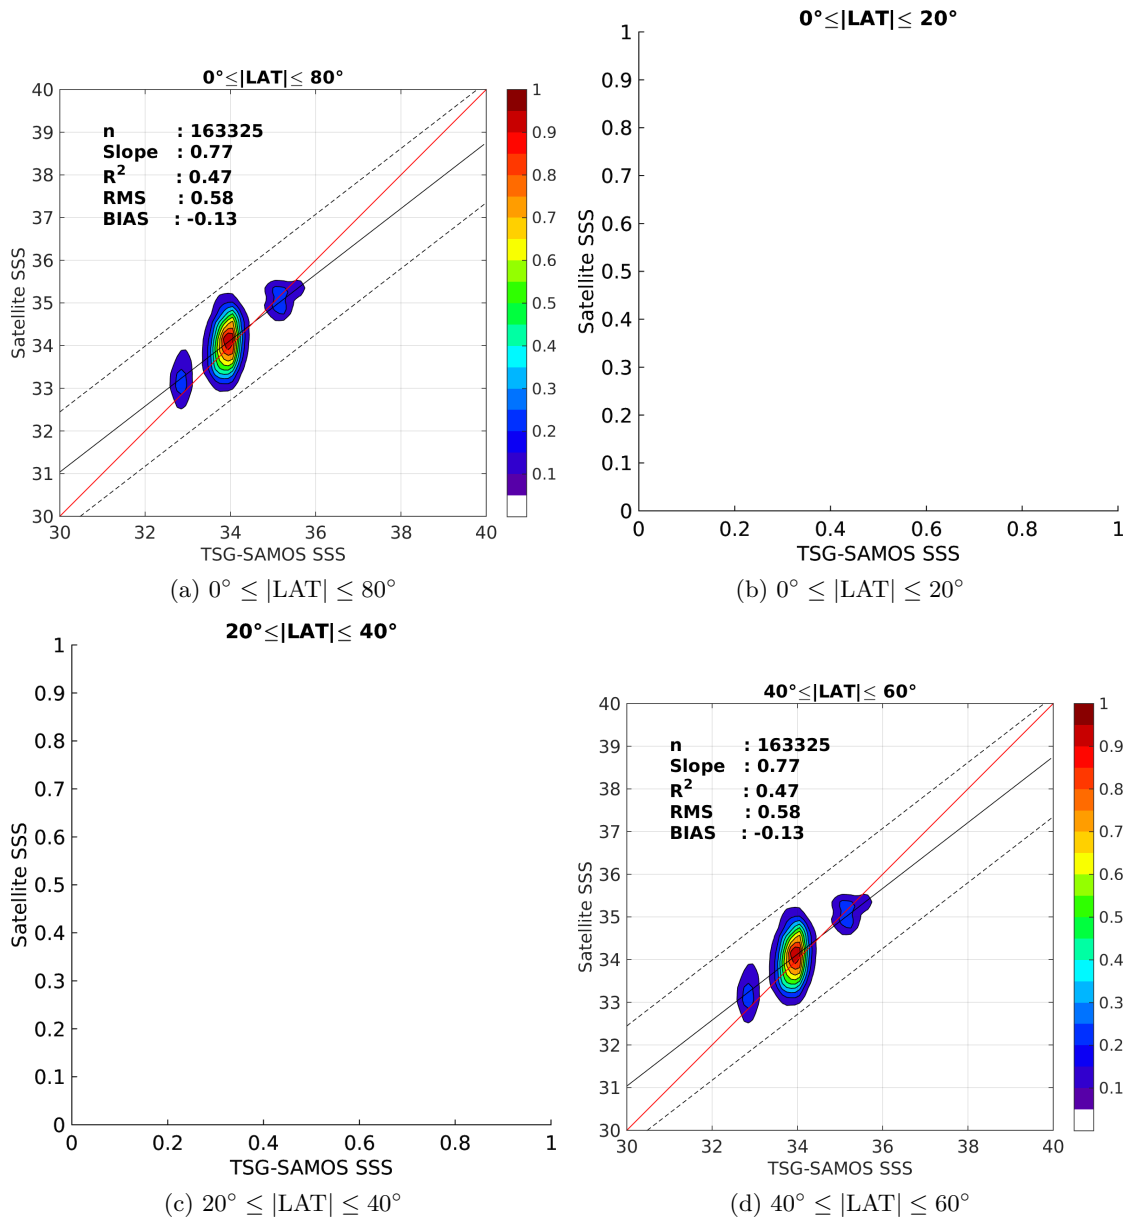 0°≤|LAT|≤ 80°
40
39
38
37
36
35
34
33
32
31
30
Satellite SSS
n : 163325
Slope : 0.77
R² : 0.47
RMS : 0.58
BIAS : -0.13
30 32 34 36 38 40
TSG-SAMOS SSS
1
0.9
0.8
0.7
0.6
0.5
0.4
0.3
0.2
0.1
(a) 0° ≤ |LAT| ≤ 80°
0°≤|LAT|≤ 20°
1
0.9
0.8
0.7
0.6
0.5
0.4
0.3
0.2
0.1
0
Satellite SSS
0 0.2 0.4 0.6 0.8 1
TSG-SAMOS SSS
(b) 0° ≤ |LAT| ≤ 20°
20°≤|LAT|≤ 40°
1
0.9
0.8
0.7
0.6
0.5
0.4
0.3
0.2
0.1
0
Satellite SSS
0 0.2 0.4 0.6 0.8 1
TSG-SAMOS SSS
(c) 20° ≤ |LAT| ≤ 40°
40°≤|LAT|≤ 60°
40
39
38
37
36
35
34
33
32
31
30
Satellite SSS
n : 163325
Slope : 0.77
R² : 0.47
RMS : 0.58
BIAS : -0.13
30 32 34 36 38 40
TSG-SAMOS SSS
1
0.9
0.8
0.7
0.6
0.5
0.4
0.3
0.2
0.1
(d) 40° ≤ |LAT| ≤ 60°